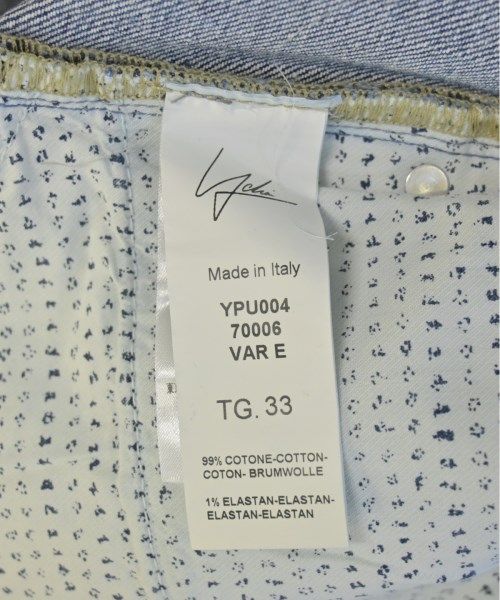 Made in Italy
YPU004
70006
VAR E
TG. 33
99% COTONE-COTTON-
COTON- BRUMWOLLE
1% ELASTAN-ELASTAN-
ELASTAN-ELASTAN